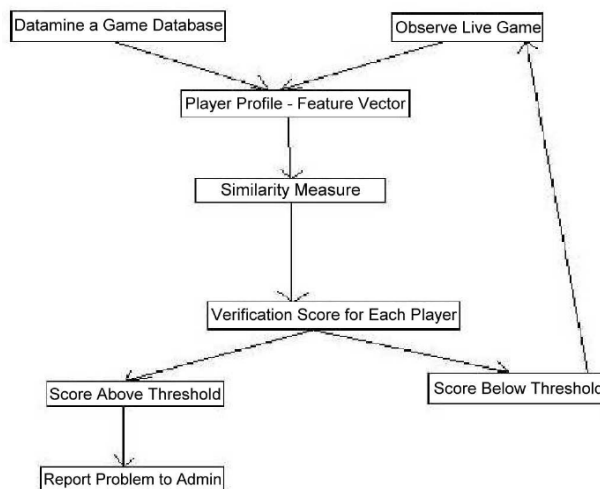 Datamine a Game Database
Observe Live Game
Player Profile - Feature Vector
Similarity Measure
Verification Score for Each Player
Score Above Threshold
Score Below Threshold
Report Problem to Admin